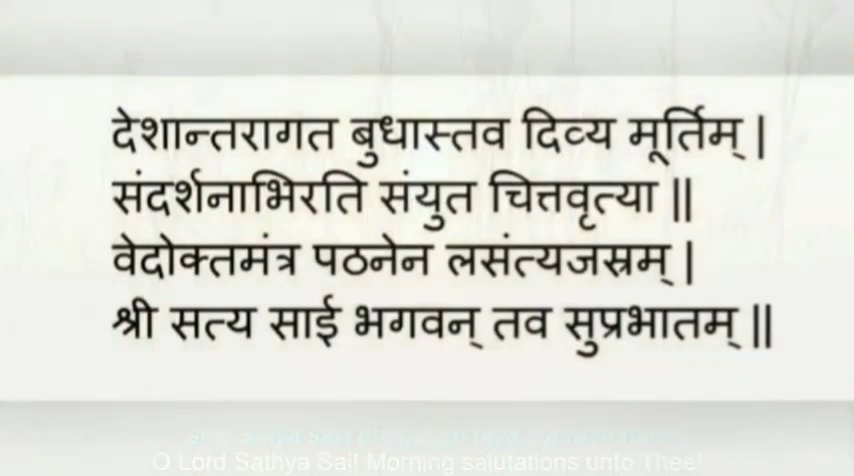 देशान्तरागत बुधास्तव दिव्य मूर्तिम् |
संदर्शनाभिरति संयुत चित्तवृत्या ||
वेदोक्तमंत्र पठनेन लसंत्यजस्रम् |
श्री सत्य साई भगवन् तव सुप्रभातम् ||
O Lord Sathya Sai! Morning salutations unto Thee!